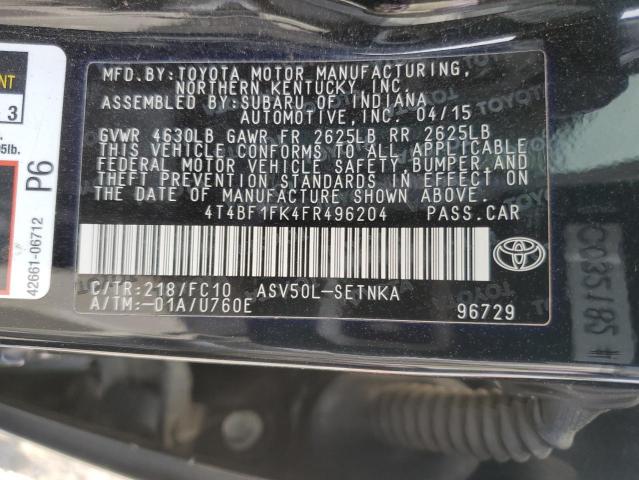 MFD.BY:TOYOTA MOTOR MANUFACTURING,
NORTHERN KENTUCKY,INC.
ASSEMBLED BY:SUBARU OF INDIANA
AUTOMOTIVE,INC. 04/15
GVWR 4630LB GAWR FR 2625LB RR 2625LB
THIS VEHICLE CONFORMS TO ALL APPLICABLE
FEDERAL MOTOR VEHICLE SAFETY,BUMPER,AND
THEFT PREVENTION STANDARDS IN EFFECT ON
THE DATE OF MANUFACTURE SHOWN ABOVE.
4T4BF1FK4FR496204 PASS.CAR
C/TR:218/FC10 ASV50L-SETNKA
A/TM:-01A/U760E
96729
TOYOTA
P6
42661-06712
3
5lb.